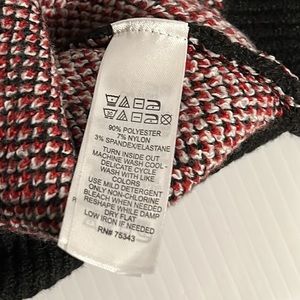 90% POLYESTER
7% NYLON
3% SPANDEX/ELASTANE
TURN INSIDE OUT
MACHINE WASH COOL -
DELICATE CYCLE
WASH WITH LIKE
COLORS
USE MILD DETERGENT
ONLY NON-CHLORINE
BLEACH WHEN NEEDED
RESHAPE WHILE DAMP
DRY FLAT
LOW IRON IF NEEDED
RN# 75343